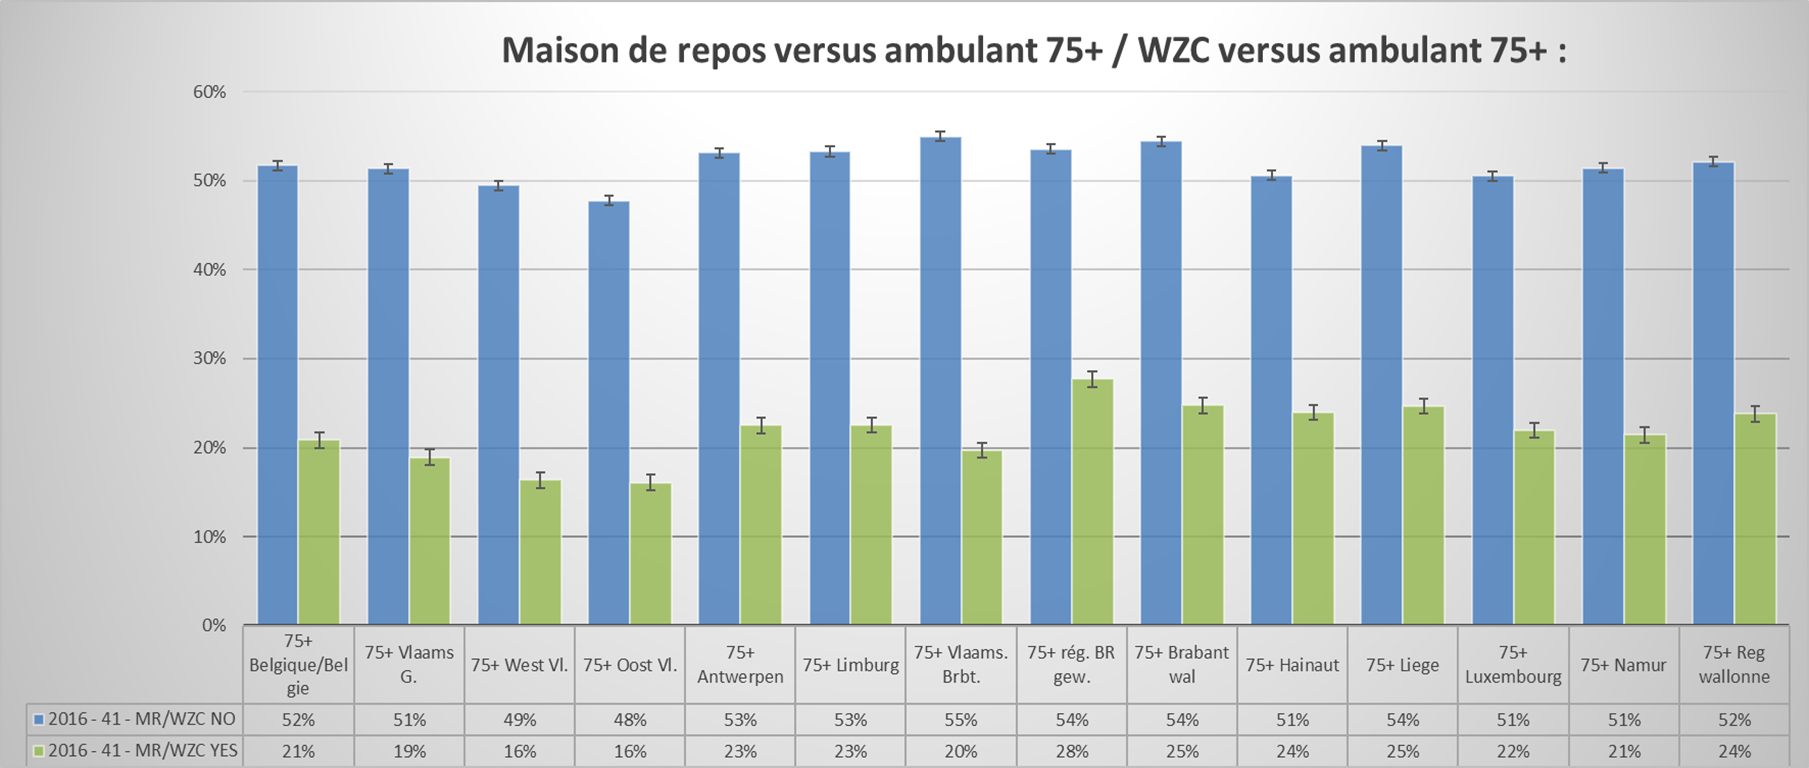 Maison de repos versus ambulant 75+ / WZC versus ambulant 75+ :
60%
50%
40%
30%
20%
10%
0%
75+ Belgique/Bel gie 75+ Vlaams G. 75+ West Vl. 75+ Oost Vl. 75+ Antwerpen 75+ Limburg 75+ Vlaams. Brbt. 75+ rég. BR gew. 75+ Brabant wal 75+ Hainaut 75+ Liege 75+ Luxembourg 75+ Namur 75+ Reg wallonne
2016 - 41 - MR/WZC NO 52% 51% 49% 48% 53% 53% 55% 54% 54% 51% 54% 51% 51% 52%
2016 - 41 - MR/WZC YES 21% 19% 16% 16% 23% 23% 20% 28% 25% 24% 25% 22% 21% 24%